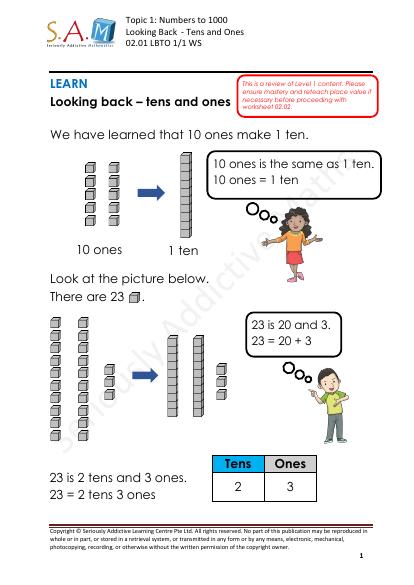 S.A.M
Seriously Addictive Mathematics
Topic 1: Numbers to 1000
Looking Back - Tens and Ones
02.01 LBTO 1/1 WS
LEARN
Looking back – tens and ones
This is a review of Level 1 content. Please
ensure mastery and reteach place value if
necessary before proceeding with
worksheet 02.02.
We have learned that 10 ones make 1 ten.
10 ones is the same as 1 ten.
10 ones = 1 ten
10 ones
1 ten
Look at the picture below.
There are 23 .
23 is 20 and 3.
23 = 20 + 3
23 is 2 tens and 3 ones.
23 = 2 tens 3 ones
Tens Ones
2 3
Seriously Addictive Maths
Copyright © Seriously Addictive Learning Centre Pte Ltd. All rights reserved. No part of this publication may be reproduced in
whole or in part, or stored in a retrieval system, or transmitted in any form or by any means, electronic, mechanical,
photocopying, recording, or otherwise without the written permission of the copyright owner.
1